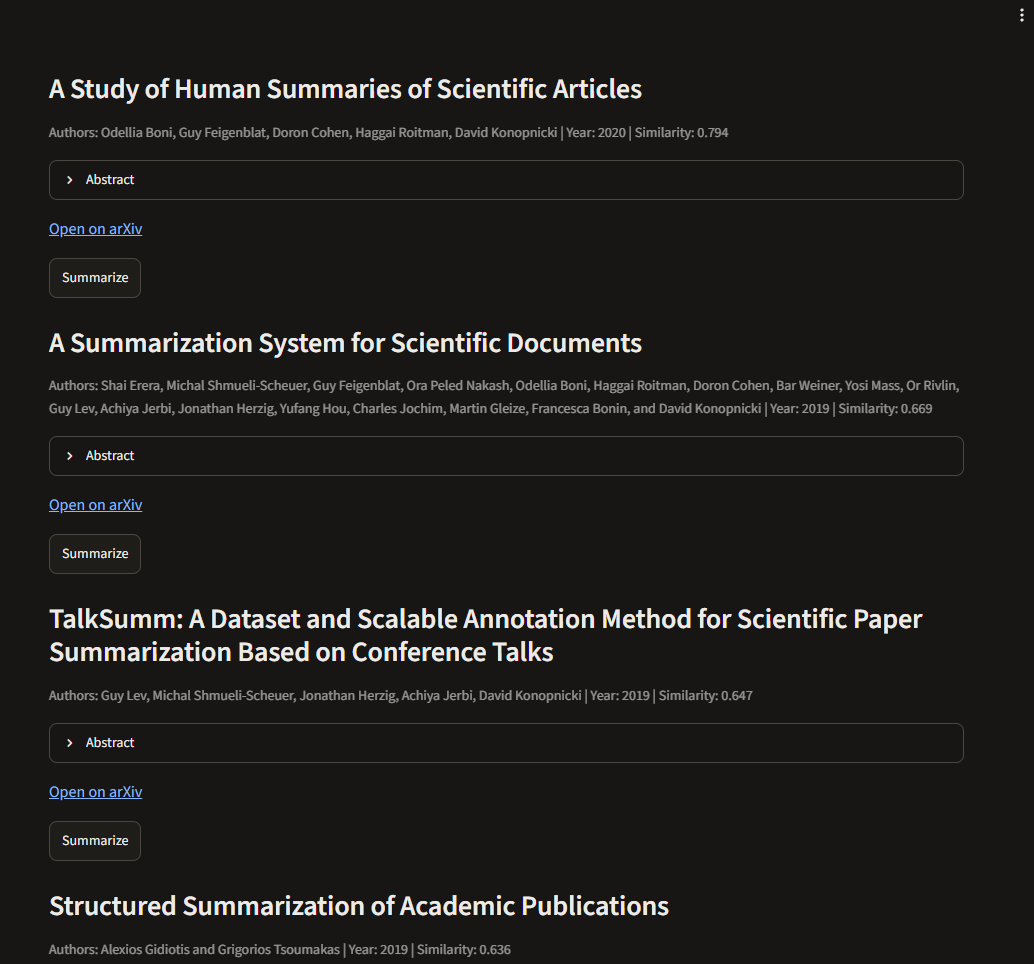 A Study of Human Summaries of Scientific Articles
Authors: Odellia Boni, Guy Feigenblat, Doron Cohen, Haggai Roitman, David Konopnicki | Year: 2020 | Similarity: 0.794
Abstract
Open on arXiv
Summarize
A Summarization System for Scientific Documents
Authors: Shai Erera, Michal Shmueli-Scheuer, Guy Feigenblat, Ora Peled Nakash, Odellia Boni, Haggai Roitman, Doron Cohen, Bar Weiner, Yosi Mass, Or Rivlin,
Guy Lev, Achiya Jerbi, Jonathan Herzig, Yufang Hou, Charles Jochim, Martin Gleize, Francesca Bonin, and David Konopnicki | Year: 2019 | Similarity: 0.669
Abstract
Open on arXiv
Summarize
TalkSumm: A Dataset and Scalable Annotation Method for Scientific Paper
Summarization Based on Conference Talks
Authors: Guy Lev, Michal Shmueli-Scheuer, Jonathan Herzig, Achiya Jerbi, David Konopnicki | Year: 2019 | Similarity: 0.647
Abstract
Open on arXiv
Summarize
Structured Summarization of Academic Publications
Authors: Alexios Gidiotis and Grigorios Tsoumakas | Year: 2019 | Similarity: 0.636